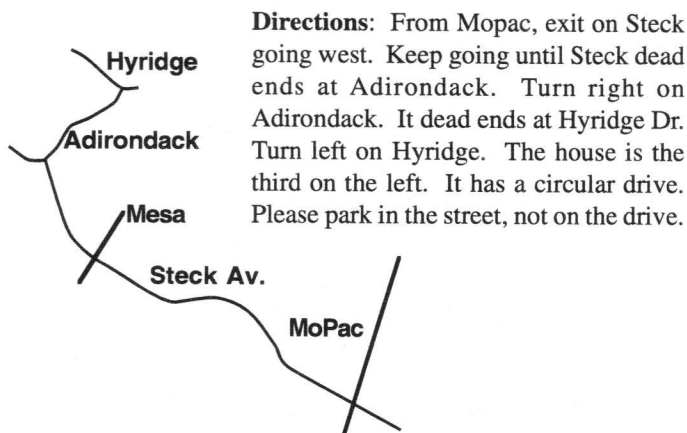 Directions: From Mopac, exit on Steck
going west. Keep going until Steck dead
ends at Adirondack. Turn right on
Adirondack. It dead ends at Hyridge Dr.
Turn left on Hyridge. The house is the
third on the left. It has a circular drive.
Please park in the street, not on the drive.
Hyridge
Adirondack
Mesa
Steck Av.
MoPac